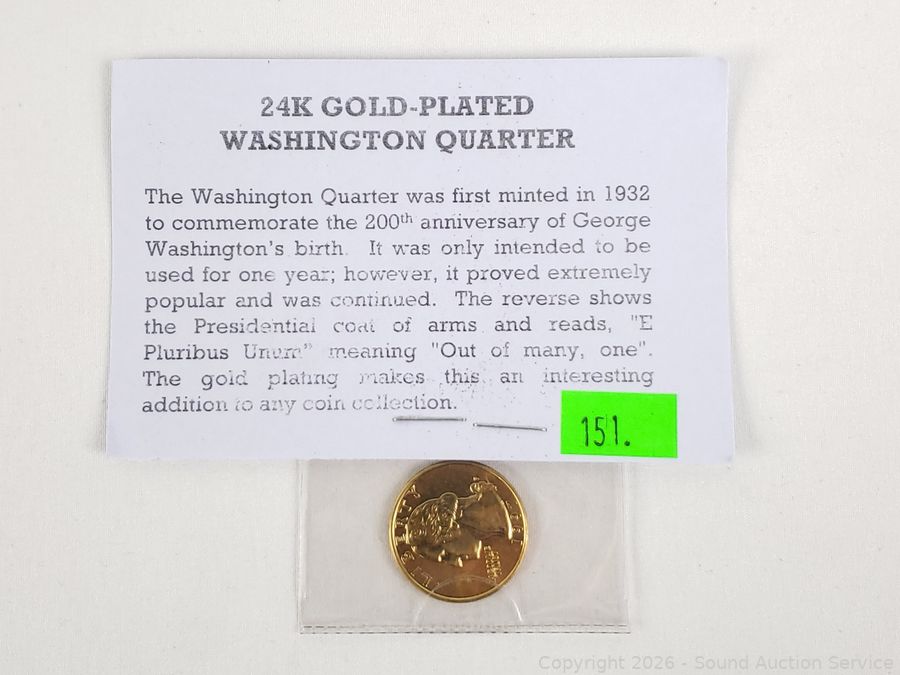 24K GOLD-PLATED
WASHINGTON QUARTER
The Washington Quarter was first minted in 1932
to commemorate the 200th anniversary of George
Washington's birth. It was only intended to be
used for one year; however, it proved extremely
popular and was continued. The reverse shows
the Presidential coat of arms and reads, "E
Pluribus Unum" meaning "Out of many, one".
The gold plating makes this an interesting
addition to any coin collection.
151.
LIBERTY
Copyright 2026 - Sound Auction Service